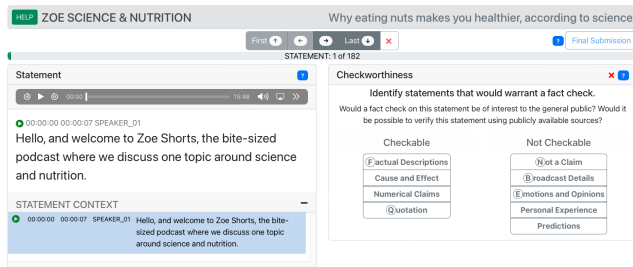 HELP ZOE SCIENCE & NUTRITION
Why eating nuts makes you healthier, according to science
First Last
? Final Submission
STATEMENT: 1 of 182
Statement ?
00:00 15:48
00:00:00 00:00:07 SPEAKER_01
Hello, and welcome to Zoe Shorts, the bite-sized
podcast where we discuss one topic around science
and nutrition.
STATEMENT CONTEXT
00:00:00 00:00:07 SPEAKER_01 Hello, and welcome to Zoe Shorts, the bite-
sized podcast where we discuss one topic
around science and nutrition.
Checkworthiness ?
Identify statements that would warrant a fact check.
Would a fact check on this statement be of interest to the general public? Would it
be possible to verify this statement using publicly available sources?
Checkable
Factual Descriptions
Cause and Effect
Numerical Claims
Quotation
Not Checkable
Not a Claim
Broadcast Details
Emotions and Opinions
Personal Experience
Predictions